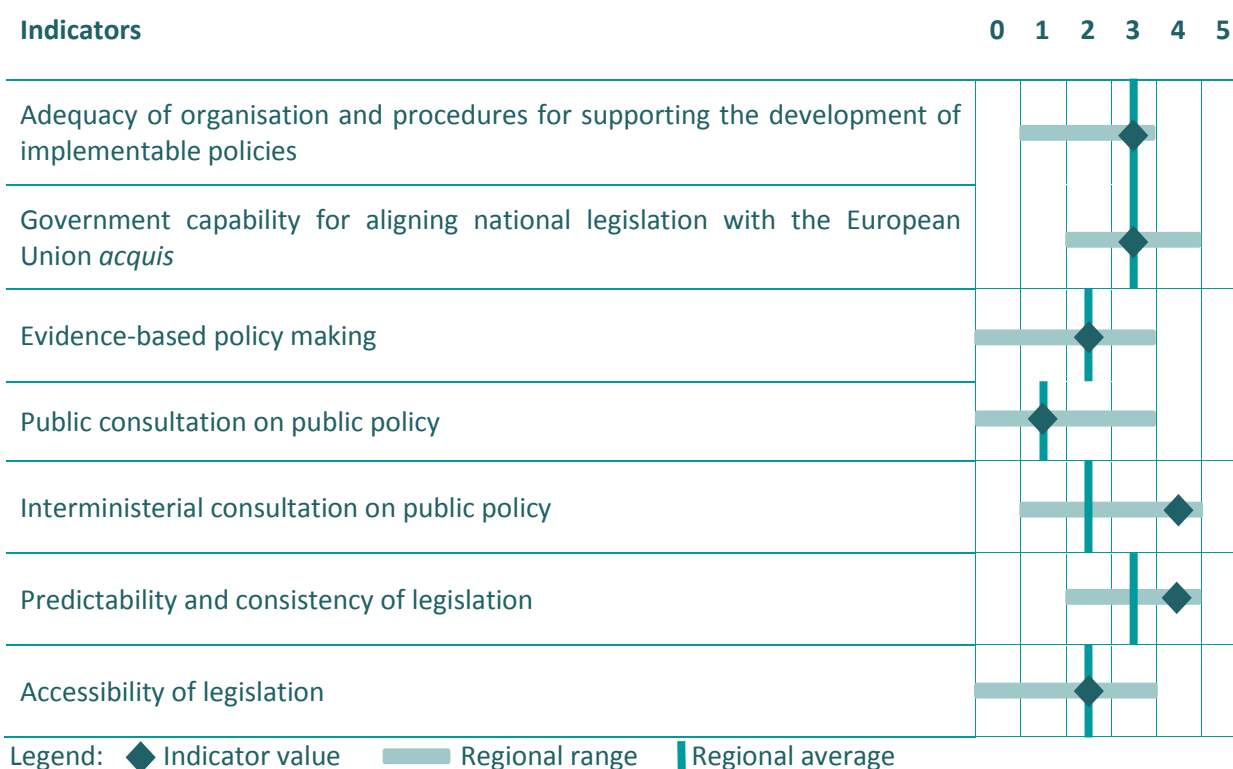 Indicators 0 1 2 3 4 5
Adequacy of organisation and procedures for supporting the development of
implementable policies
Government capability for aligning national legislation with the European
Union acquis
Evidence-based policy making
Public consultation on public policy
Interministerial consultation on public policy
Predictability and consistency of legislation
Accessibility of legislation
Legend: Indicator value Regional range Regional average